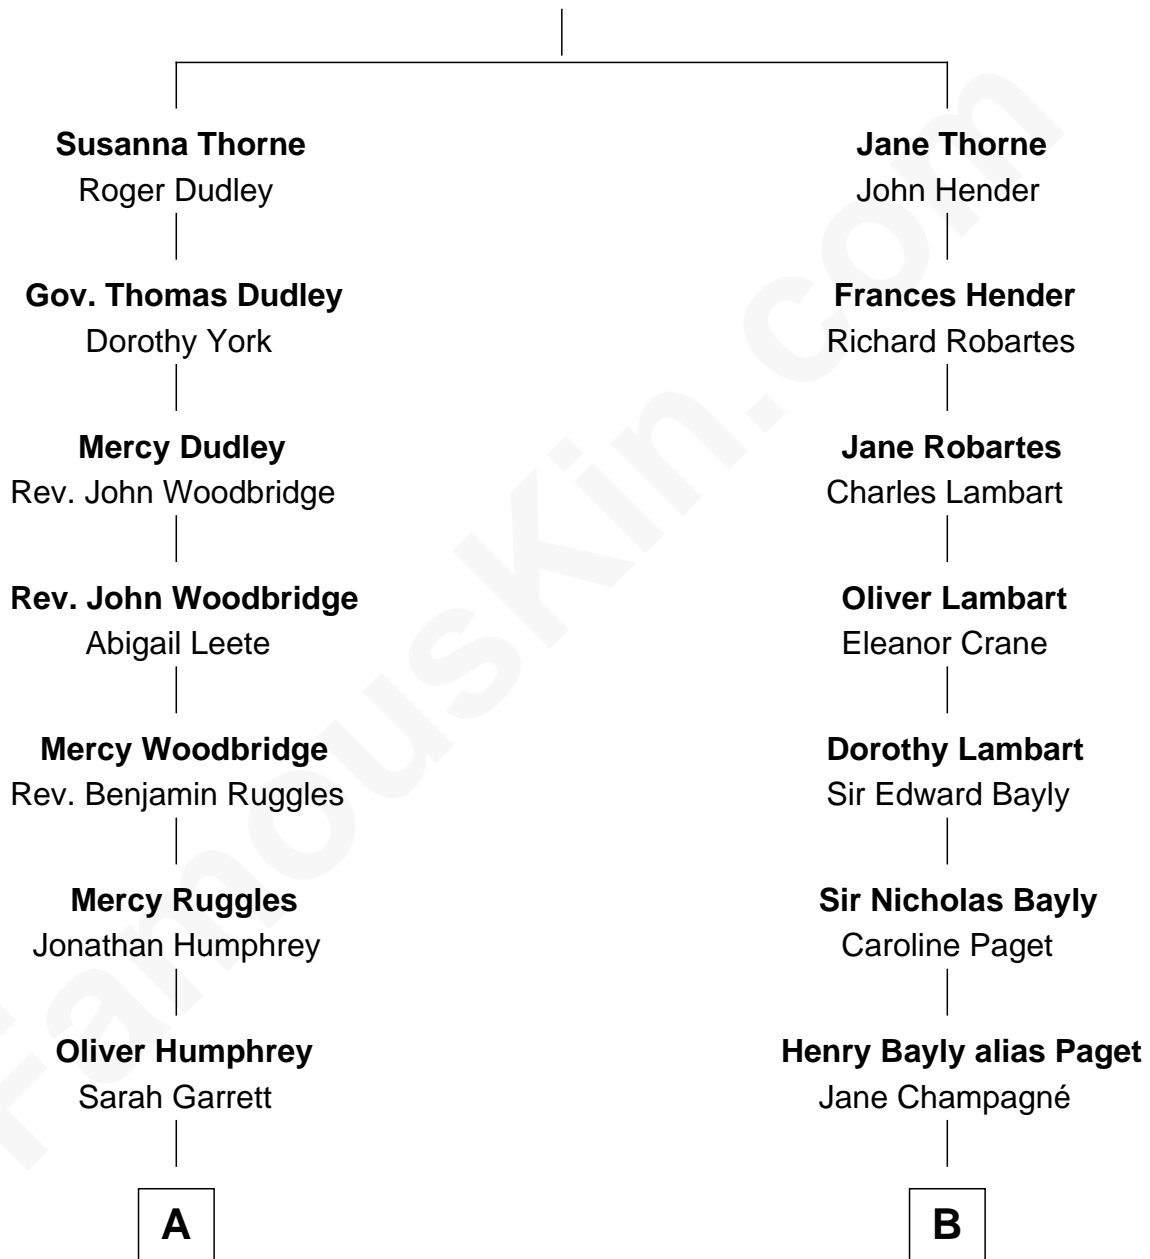 Susanna Thorne
Roger Dudley
Gov. Thomas Dudley
Dorothy York
Mercy Dudley
Rev. John Woodbridge
Rev. John Woodbridge
Abigail Leete
Mercy Woodbridge
Rev. Benjamin Ruggles
Mercy Ruggles
Jonathan Humphrey
Oliver Humphrey
Sarah Garrett
A
Jane Thorne
John Hender
Frances Hender
Richard Robartes
Jane Robartes
Charles Lambart
Oliver Lambart
Eleanor Crane
Dorothy Lambart
Sir Edward Bayly
Sir Nicholas Bayly
Caroline Paget
Henry Bayly alias Paget
Jane Champagné
B
FamousKin.com